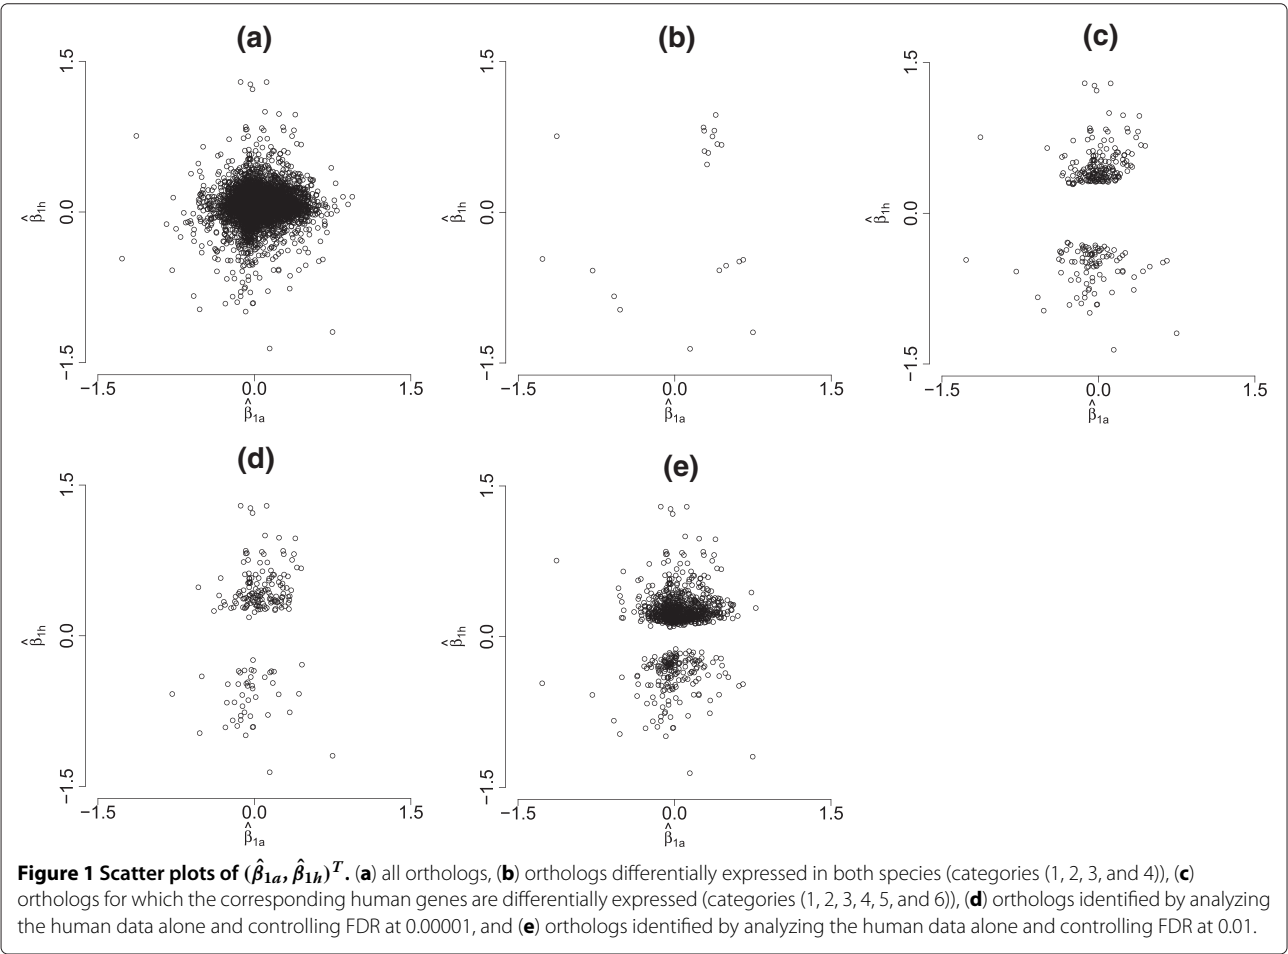 (a)
1.5
0.0
−1.5
β̂1h
−1.5 0.0 1.5
β̂1a
(b)
1.5
0.0
−1.5
β̂1h
−1.5 0.0 1.5
β̂1a
(c)
1.5
0.0
−1.5
β̂1h
−1.5 0.0 1.5
β̂1a
(d)
1.5
0.0
−1.5
β̂1h
−1.5 0.0 1.5
β̂1a
(e)
1.5
0.0
−1.5
β̂1h
−1.5 0.0 1.5
β̂1a
Figure 1 Scatter plots of (β̂1a, β̂1h)T. (a) all orthologs, (b) orthologs differentially expressed in both species (categories (1, 2, 3, and 4)), (c)
orthologs for which the corresponding human genes are differentially expressed (categories (1, 2, 3, 4, 5, and 6)), (d) orthologs identified by analyzing
the human data alone and controlling FDR at 0.00001, and (e) orthologs identified by analyzing the human data alone and controlling FDR at 0.01.